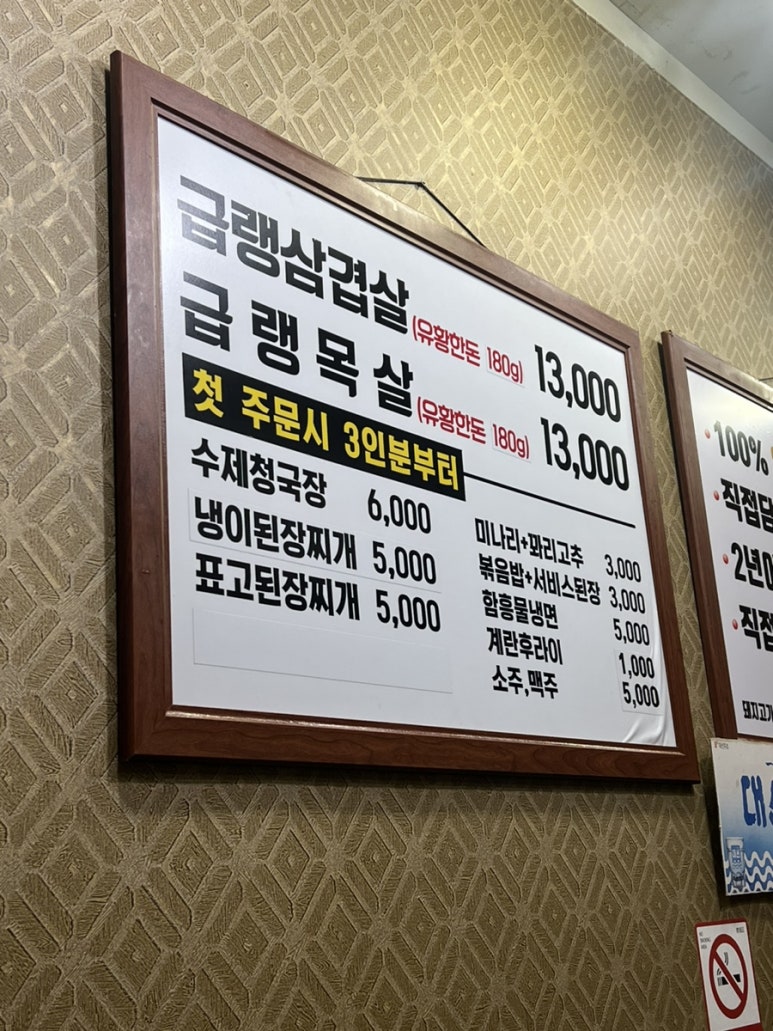 급랭삼겹살 (유황한돈 180g) 13,000
급랭목살 (유황한돈 180g) 13,000
첫 주문시 3인분부터
수제청국장 6,000
냉이된장찌개 5,000
표고된장찌개 5,000
미나리+꽈리고추 3,000
볶음밥+서비스된장 3,000
함흥물냉면 5,000
계란후라이 1,000
소주,맥주 5,000
100%
직접담
2년
직접
돼지고기
대